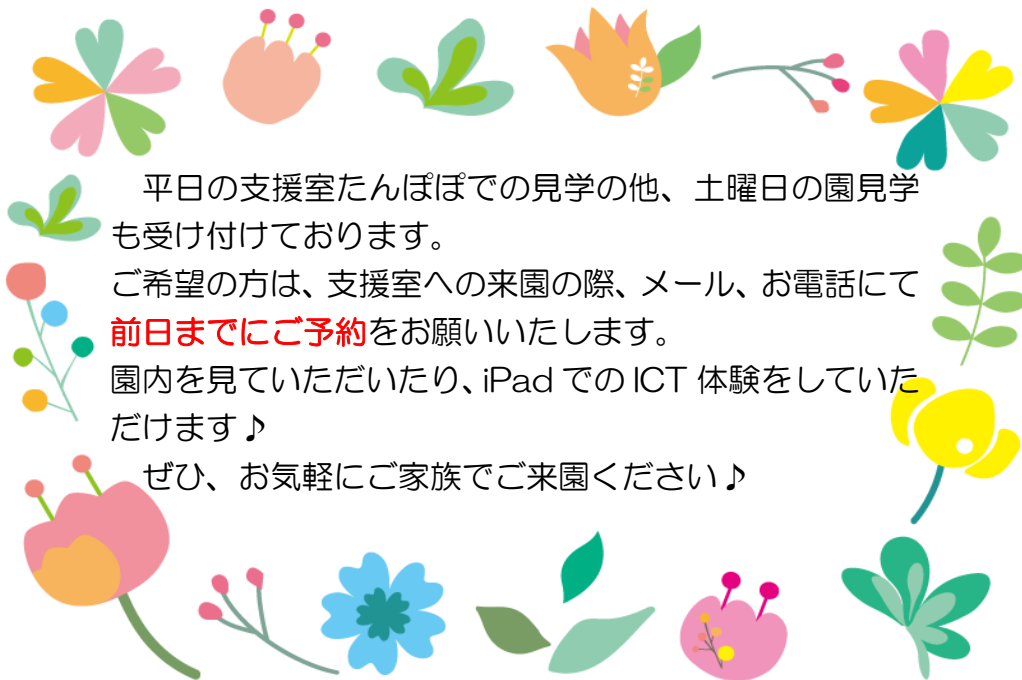 平日の支援室たんぽぽでの見学の他、土曜日の園見学
も受け付けております。
ご希望の方は、支援室への来園の際、メール、お電話にて
前日までにご予約をお願いいたします。
園内を見ていただいたり、iPad での ICT 体験をしていた
だけます♪
　ぜひ、お気軽にご家族でご来園ください♪